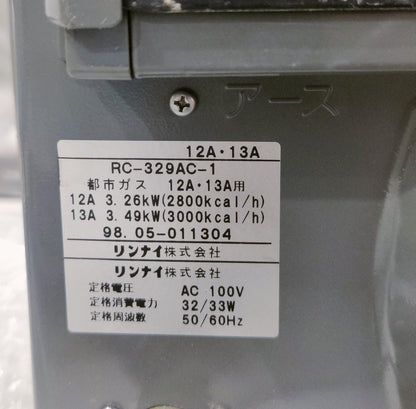 アース
12A・13A
RC-329AC-1
都市ガス 12A・13A用
12A 3.26kW(2800kcal/h)
13A 3.49kW(3000kcal/h)
98.05-011304
リンナイ株式会社
リンナイ株式会社
定格電圧 AC 100V
定格消費電力 32/33W
定格周波数 50/60Hz